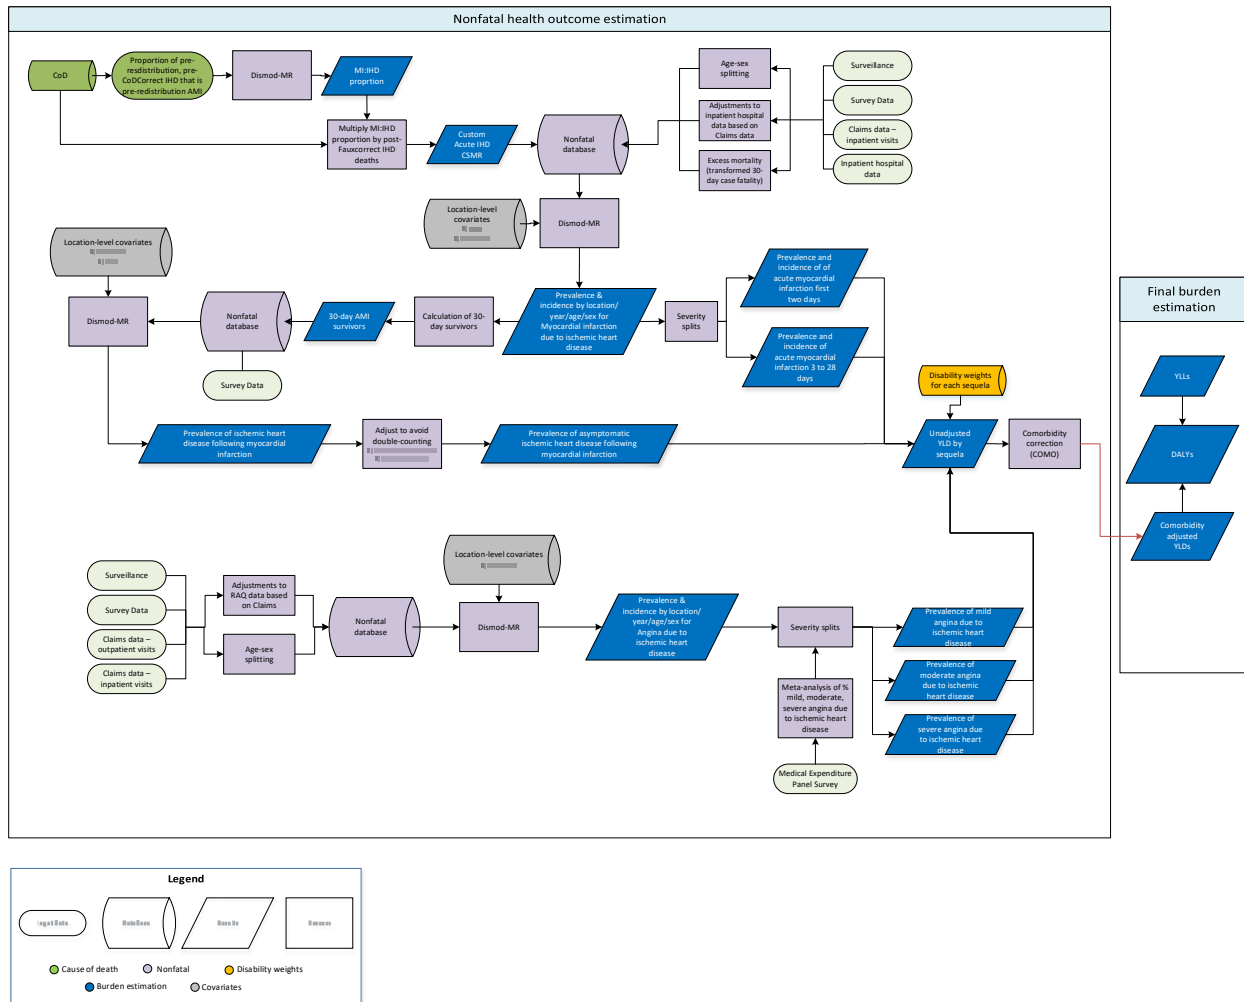 Nonfatal health outcome estimation
CoD
Proportion of pre-
resdistribution, pre-
CoDCorrect IHD that is
pre-redistribution AMI
Dismod-MR
MI:IHD
proprtion
Multiply MI:IHD
proportion by post-
Fauxcorrect IHD
deaths
Custom
Acute IHD
CSMR
Nonfatal
database
Age-sex
splitting
Adjustments to
inpatient hospital
data based on
Claims data
Excess mortality
(transformed 30-
day case fatality)
Surveillance
Survey Data
Claims data –
inpatient visits
Inpatient hospital
data
Location-level
covariates
Dismod-MR
Location-level covariates
Dismod-MR
Nonfatal
database
Survey Data
30-day AMI
survivors
Calculation of 30-
day survivors
Prevalence &
incidence by location/
year/age/sex for
Myocardial infarction
due to ischemic heart
disease
Severity
splits
Prevalence and
incidence of of
acute myocardial
infarction first
two days
Prevalence and
incidence of
acute myocardial
infarction 3 to 28
days
Disability weights
for each sequela
Prevalence of ischemic heart
disease following myocardial
infarction
Adjust to avoid
double-counting
Prevalence of asymptomatic
ischemic heart disease following
myocardial infarction
Unadjusted
YLD by
sequela
Comorbidity
correction
(COMO)
Final burden
estimation
YLLs
DALYs
Comorbidity
adjusted
YLDs
Surveillance
Survey Data
Claims data –
outpatient visits
Claims data –
inpatient visits
Adjustments to
RAQ data based
on Claims
Age-sex
splitting
Nonfatal
database
Location-level covariates
Dismod-MR
Prevalence &
incidence by location/
year/age/sex for
Angina due to
ischemic heart
disease
Severity splits
Meta-analysis of %
mild, moderate,
severe angina due
to ischemic heart
disease
Medical Expenditure
Panel Survey
Prevalence of mild
angina due to
ischemic heart
disease
Prevalence of
moderate angina
due to ischemic
heart disease
Prevalence of
severe angina due
to ischemic heart
disease
Legend
Cause of death
Nonfatal
Disability weights
Burden estimation
Covariates